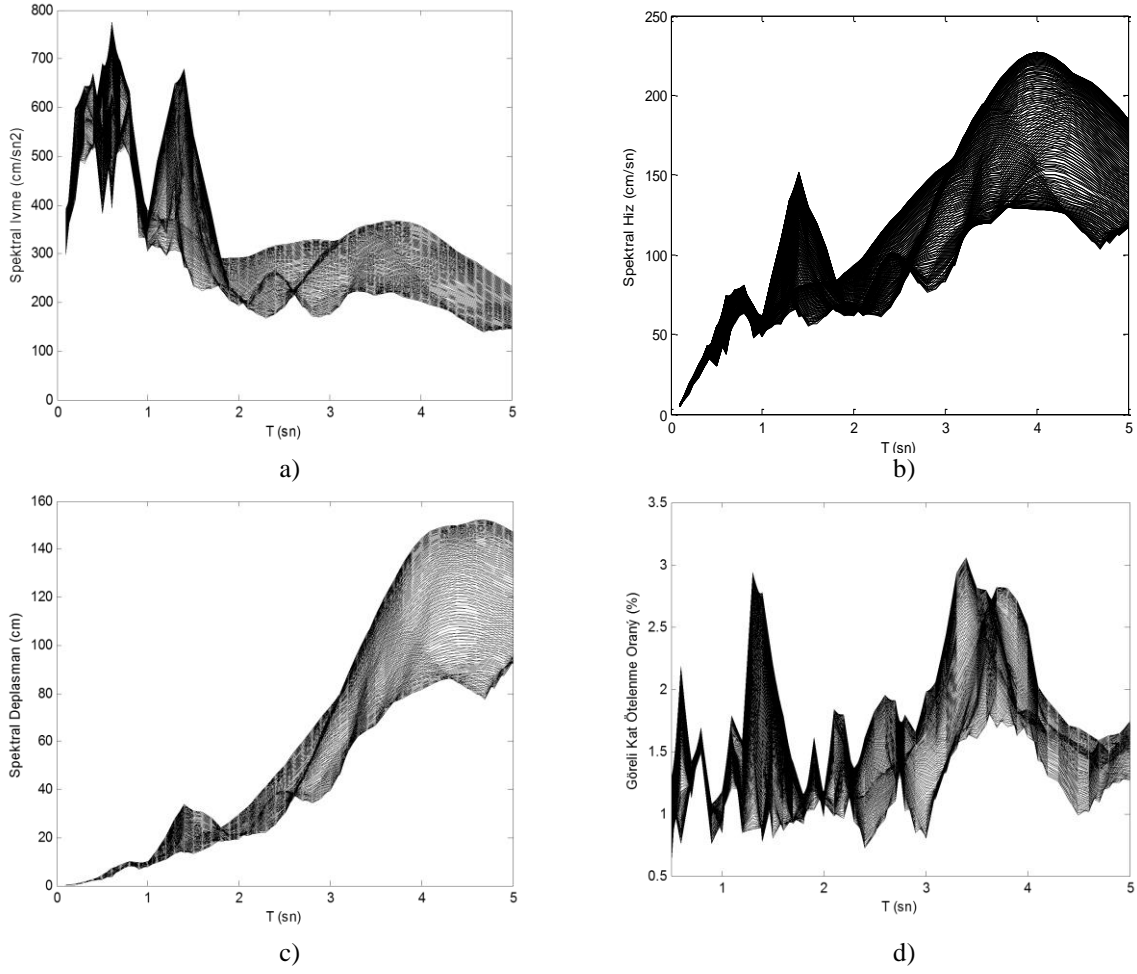 800
700
600
500
400
300
200
100
0
Spektral Ivme (cm/sn2)
0 1 2 3 4 5
T (sn)
a)
250
200
150
100
50
0
Spektral Hiz (cm/sn)
0 1 2 3 4 5
T (sn)
b)
160
140
120
100
80
60
40
20
0
Spektral Deplasman (cm)
0 1 2 3 4 5
T (sn)
c)
3.5
3
2.5
2
1.5
1
0.5
Göreli Kat Ötelenme Oraný (%)
1 2 3 4 5
T (sn)
d)